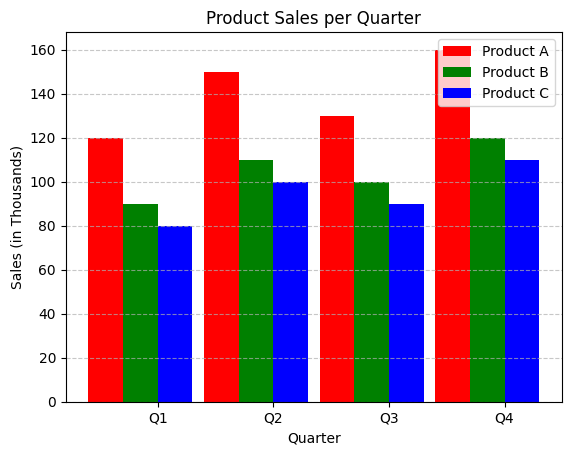 Product Sales per Quarter
Product A
Product B
Product C
Sales (in Thousands)
160
140
120
100
80
60
40
20
0
Q1 Q2 Q3 Q4
Quarter